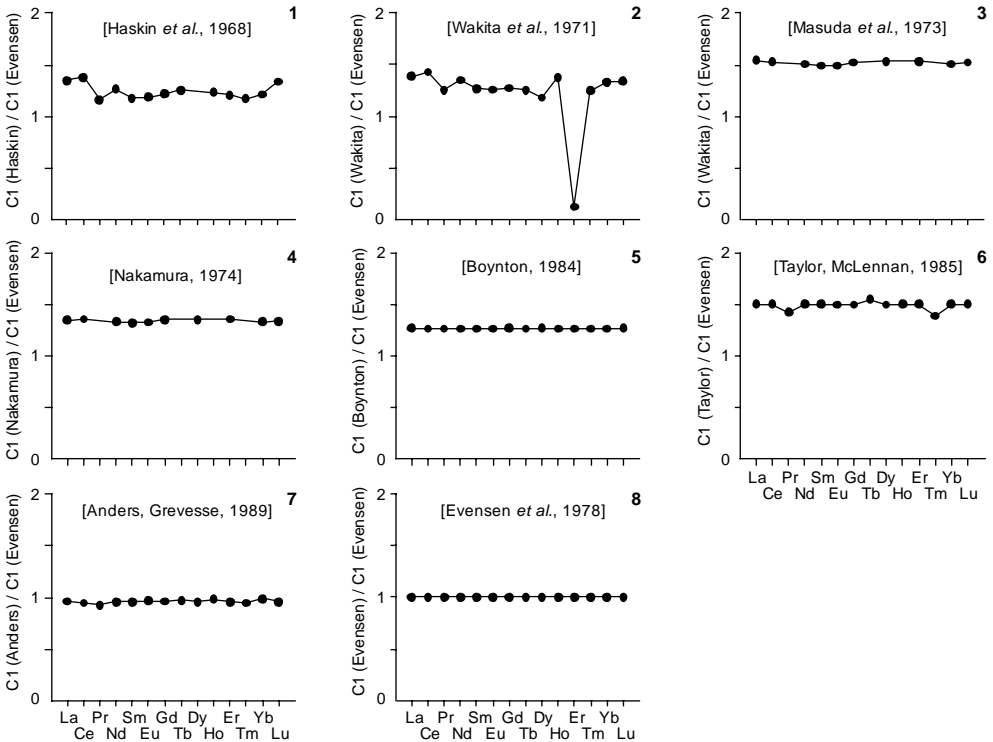 1
[Haskin et al., 1968]
C1 (Haskin) / C1 (Evensen)
2
1
0
2
[Wakita et al., 1971]
C1 (Wakita) / C1 (Evensen)
2
1
0
3
[Masuda et al., 1973]
C1 (Wakita) / C1 (Evensen)
2
1
0
4
[Nakamura, 1974]
C1 (Nakamura) / C1 (Evensen)
2
1
0
5
[Boynton, 1984]
C1 (Boynton) / C1 (Evensen)
2
1
0
6
[Taylor, McLennan, 1985]
C1 (Taylor) / C1 (Evensen)
2
1
0
La Pr Sm Gd Dy Er Yb
Ce Nd Eu Tb Ho Tm Lu
7
[Anders, Grevesse, 1989]
C1 (Anders) / C1 (Evensen)
2
1
0
La Pr Sm Gd Dy Er Yb
Ce Nd Eu Tb Ho Tm Lu
8
[Evensen et al., 1978]
C1 (Evensen) / C1 (Evensen)
2
1
0
La Pr Sm Gd Dy Er Yb
Ce Nd Eu Tb Ho Tm Lu